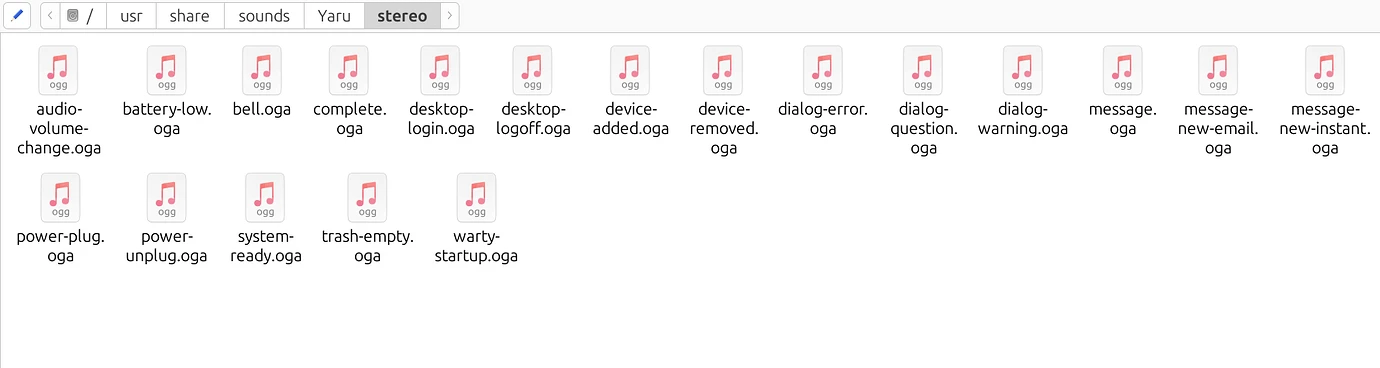 / usr share sounds Yaru stereo
ogg ogg ogg ogg ogg ogg ogg ogg ogg ogg ogg ogg ogg ogg
audio- battery-low. bell.oga complete. desktop- desktop- device- device- dialog-error. dialog- dialog- message. message- message-
volume- oga oga login.oga logoff.oga added.oga removed. oga question. warning.oga oga new-email. new-instant.
change.oga oga oga oga oga
ogg ogg ogg ogg ogg
power-plug. power- system- trash-empty. warty-
oga unplug.oga ready.oga oga startup.oga